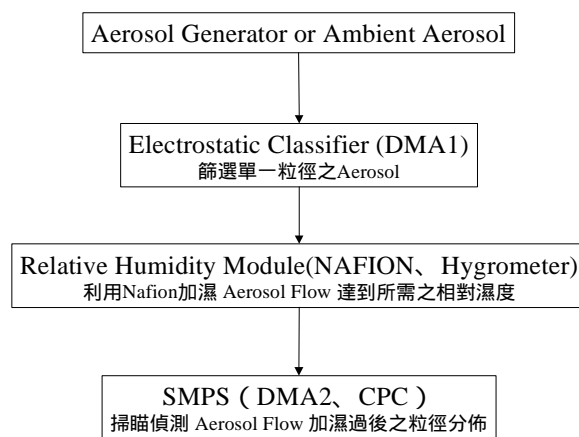 Aerosol Generator or Ambient Aerosol
Electrostatic Classifier (DMA1)
篩選單一粒徑之Aerosol
Relative Humidity Module(NAFION、Hygrometer)
利用Nafion加濕 Aerosol Flow 達到所需之相對濕度
SMPS（DMA2、CPC）
掃瞄偵測 Aerosol Flow 加濕過後之粒徑分佈